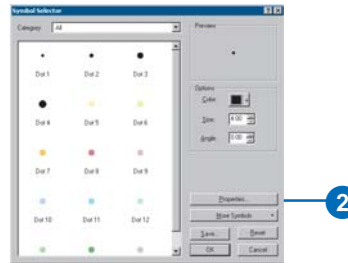 Symbol Selector
Category: All
Preview
Dot 1 Dot 2 Dot 3
Options
Color:
Dot 4 Dot 5 Dot 6
Size: 4.00
Angle: 0.00
Dot 7 Dot 8 Dot 9
Properties...
2
More Symbols
Dot 10 Dot 11 Dot 12
Save... Reset
OK Cancel